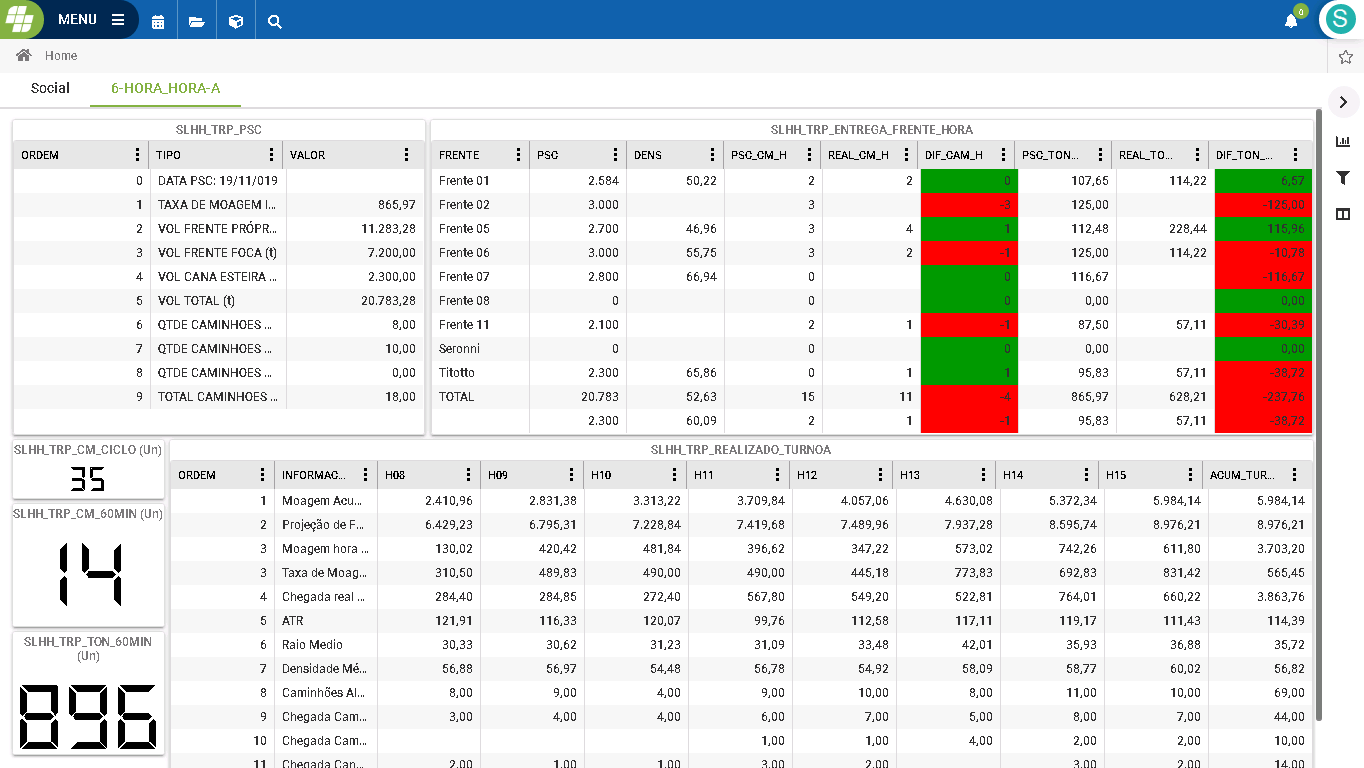 MENU
0
S
Home
Social 6-HORA_HORA-A
SLHH_TRP_PSC
ORDEM TIPO VALOR
0 DATA PSC: 19/11/019
1 TAXA DE MOAGEM I... 865,97
2 VOL FRENTE PRÓPR... 11.283,28
3 VOL FRENTE FOCA (t) 7.200,00
4 VOL CANA ESTEIRA ... 2.300,00
5 VOL TOTAL (t) 20.783,28
6 QTDE CAMINHOES ... 8,00
7 QTDE CAMINHOES ... 10,00
8 QTDE CAMINHOES ... 0,00
9 TOTAL CAMINHOES ... 18,00
SLHH_TRP_ENTREGA_FRENTE_HORA
FRENTE PSC DENS PSC_CM_H REAL_CM_H DIF_CAM_H PSC_TON... REAL_TO... DIF_TON_...
Frente 01 2.584 50,22 2 2 0 107,65 114,22 6,57
Frente 02 3.000 3 -3 125,00 -125,00
Frente 05 2.700 46,96 3 4 1 112,48 228,44 115,96
Frente 06 3.000 55,75 3 2 -1 125,00 114,22 -10,78
Frente 07 2.800 66,94 0 0 116,67 -116,67
Frente 08 0 0 0 0,00 0,00
Frente 11 2.100 2 1 -1 87,50 57,11 -30,39
Seronni 0 0 0 0,00 0,00
Titotto 2.300 65,86 0 1 1 95,83 57,11 -38,72
TOTAL 20.783 52,63 15 11 -4 865,97 628,21 -237,76
2.300 60,09 2 1 -1 95,83 57,11 -38,72
SLHH_TRP_CM_CICLO (Un)
35
SLHH_TRP_CM_60MIN (Un)
14
SLHH_TRP_TON_60MIN
(Un)
896
SLHH_TRP_REALIZADO_TURNOA
ORDEM INFORMAC... H08 H09 H10 H11 H12 H13 H14 H15 ACUM_TUR...
1 Moagem Acu... 2.410,96 2.831,38 3.313,22 3.709,84 4.057,06 4.630,08 5.372,34 5.984,14 5.984,14
2 Projeção de F... 6.429,23 6.795,31 7.228,84 7.419,68 7.489,96 7.937,28 8.595,74 8.976,21 8.976,21
3 Moagem hora ... 130,02 420,42 481,84 396,62 347,22 573,02 742,26 611,80 3.703,20
3 Taxa de Moag... 310,50 489,83 490,00 490,00 445,18 773,83 692,83 831,42 565,45
4 Chegada real ... 284,40 284,85 272,40 567,80 549,20 522,81 764,01 660,22 3.863,76
5 ATR 121,91 116,33 120,07 99,76 112,58 117,11 119,17 111,43 114,39
6 Raio Medio 30,33 30,62 31,23 31,09 33,48 42,01 35,93 36,88 35,72
7 Densidade Mé... 56,88 56,97 54,48 56,78 54,92 58,09 58,77 60,02 56,82
8 Caminhões Al... 8,00 9,00 4,00 9,00 10,00 8,00 11,00 10,00 69,00
9 Chegada Cam... 3,00 4,00 4,00 6,00 7,00 5,00 8,00 7,00 44,00
10 Chegada Cam... 1,00 1,00 4,00 2,00 2,00 10,00
11 Chegada Can... 2,00 1,00 1,00 3,00 2,00 3,00 2,00 14,00